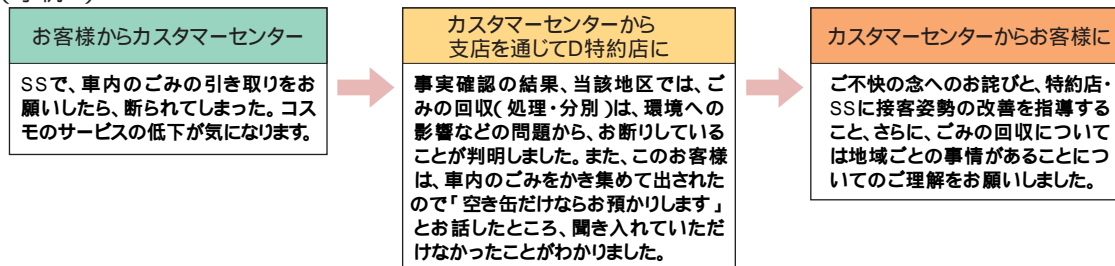 お客様からカスタマーセンター
SSで、車内のごみの引き取りをお
願いしたら、断られてしまった。コス
モのサービスの低下が気になります。
カスタマーセンターから
支店を通じてD特約店に
事実確認の結果、当該地区では、ご
みの回収(処理・分別)は、環境への
影響などの問題から、お断りしている
ことが判明しました。また、このお客様
は、車内のごみをかき集めて出された
ので「空き缶だけならお預かりします」
とお話したところ、聞き入れていただ
けなかったことがわかりました。
カスタマーセンターからお客様に
ご不快の念へのお詫びと、特約店・
SSに接客姿勢の改善を指導する
こと、さらに、ごみの回収について
は地域ごとの事情があることにつ
いてのご理解をお願いしました。